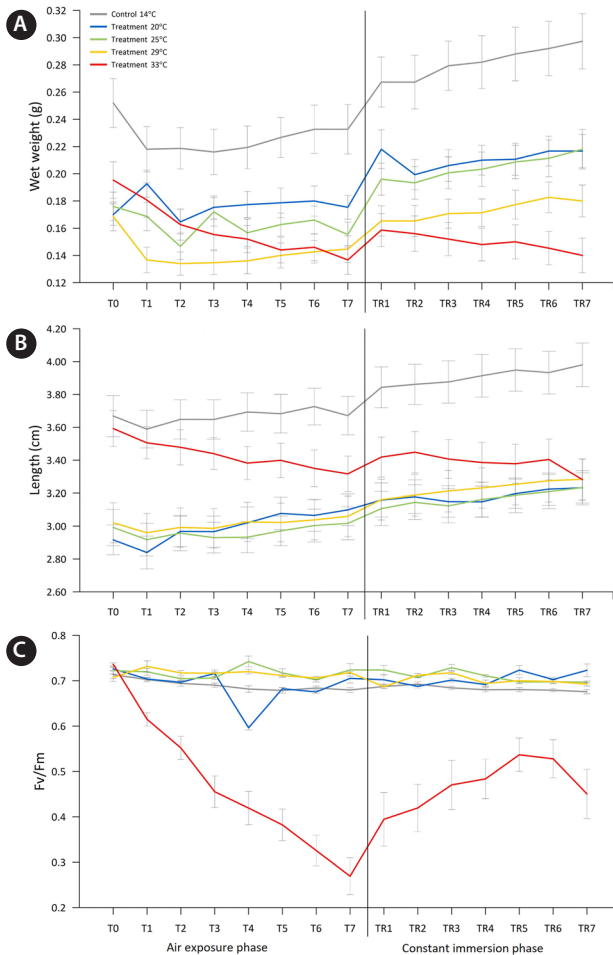 A
Control 14°C
Treatment 20°C
Treatment 25°C
Treatment 29°C
Treatment 33°C
Wet weight (g)
0.32
0.30
0.28
0.26
0.24
0.22
0.20
0.18
0.16
0.14
0.12
T0 T1 T2 T3 T4 T5 T6 T7 TR1 TR2 TR3 TR4 TR5 TR6 TR7
B
Length (cm)
4.20
4.00
3.80
3.60
3.40
3.20
3.00
2.80
2.60
T0 T1 T2 T3 T4 T5 T6 T7 TR1 TR2 TR3 TR4 TR5 TR6 TR7
C
Fv/Fm
0.8
0.7
0.6
0.5
0.4
0.3
0.2
T0 T1 T2 T3 T4 T5 T6 T7 TR1 TR2 TR3 TR4 TR5 TR6 TR7
Air exposure phase Constant immersion phase